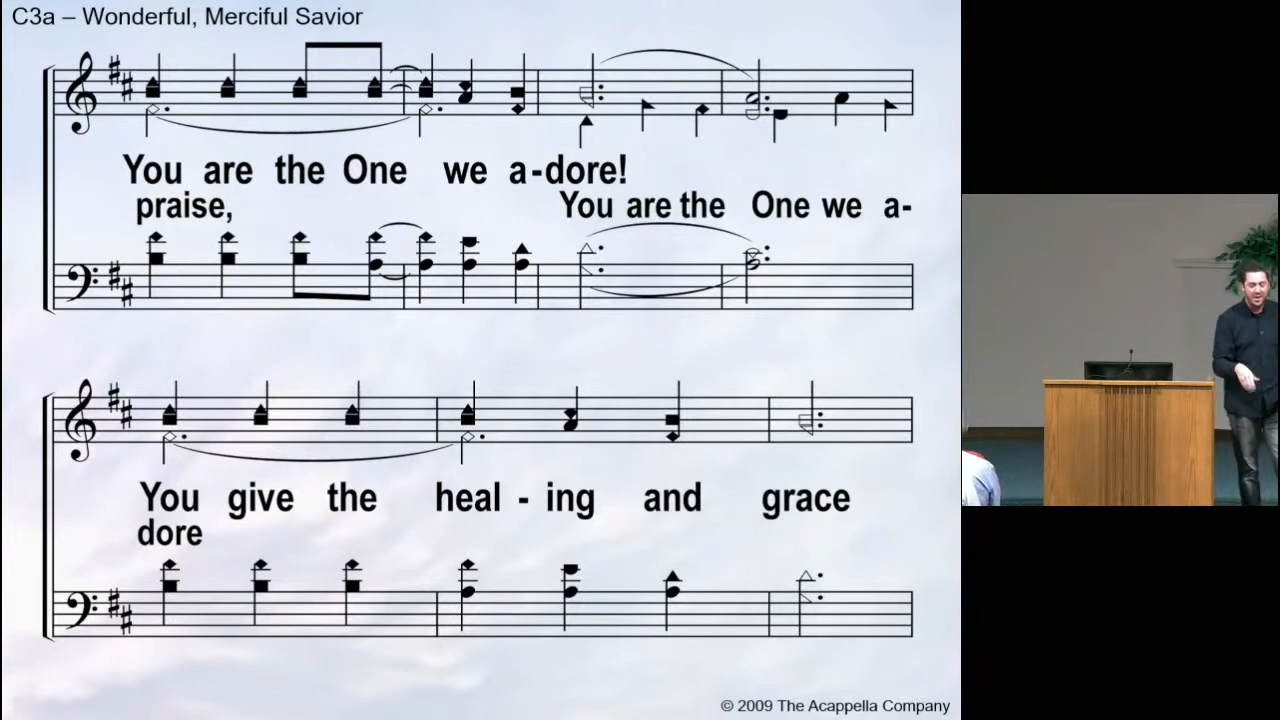 C3a – Wonderful, Merciful Savior
You are the One we a-dore!
praise, You are the One we a-
You give the heal - ing and grace
dore
© 2009 The Acappella Company